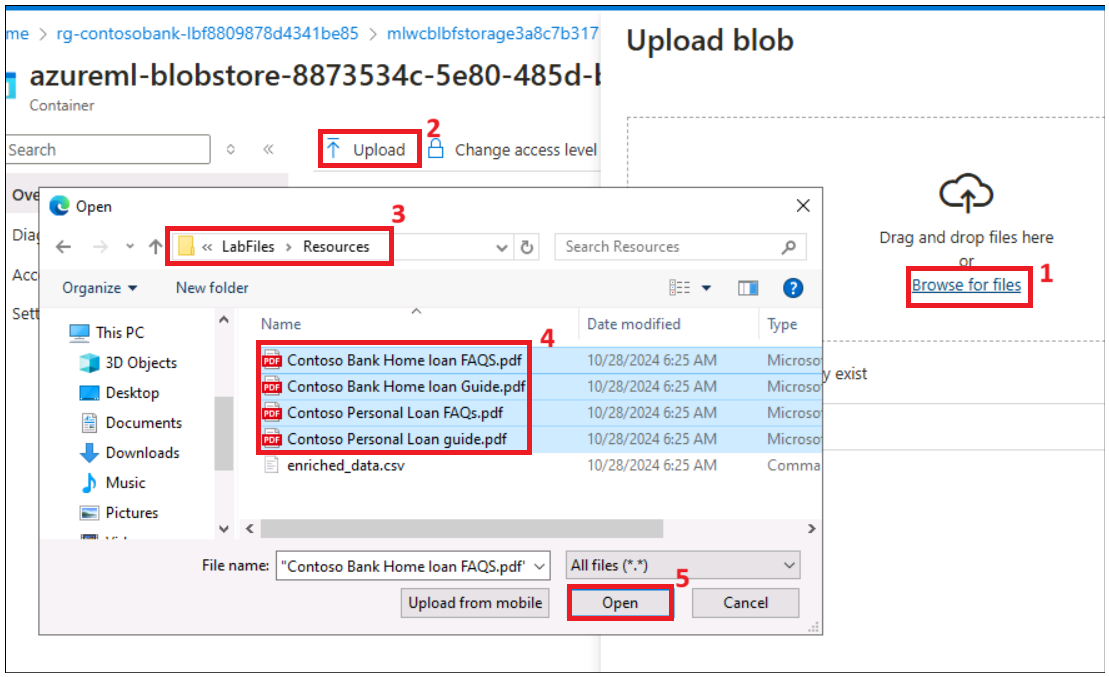 me > rg-contosobank-lbf8809878d4341be85 > mlwcblbfstorage3a8c7b317
Upload blob
azureml-blobstore-8873534c-5e80-485d-b
Container
Search
«
Upload
2
Change access level
Drag and drop files here
or
Browse for files
1
Ove
Diag
Acc
Sett
Open
3
« LabFiles > Resources
Search Resources
Organize
New folder
Name
Date modified
Type
4
This PC
3D Objects
Desktop
Documents
Downloads
Music
Pictures
PDF Contoso Bank Home loan FAQS.pdf 10/28/2024 6:25 AM Microso
PDF Contoso Bank Home loan Guide.pdf 10/28/2024 6:25 AM Microso
PDF Contoso Personal Loan FAQs.pdf 10/28/2024 6:25 AM Microso
PDF Contoso Personal Loan guide.pdf 10/28/2024 6:25 AM Microso
enriched_data.csv 10/28/2024 6:25 AM Comma
y exist
File name: "Contoso Bank Home loan FAQS.pdf"
All files (*.*)
5
Upload from mobile
Open
Cancel